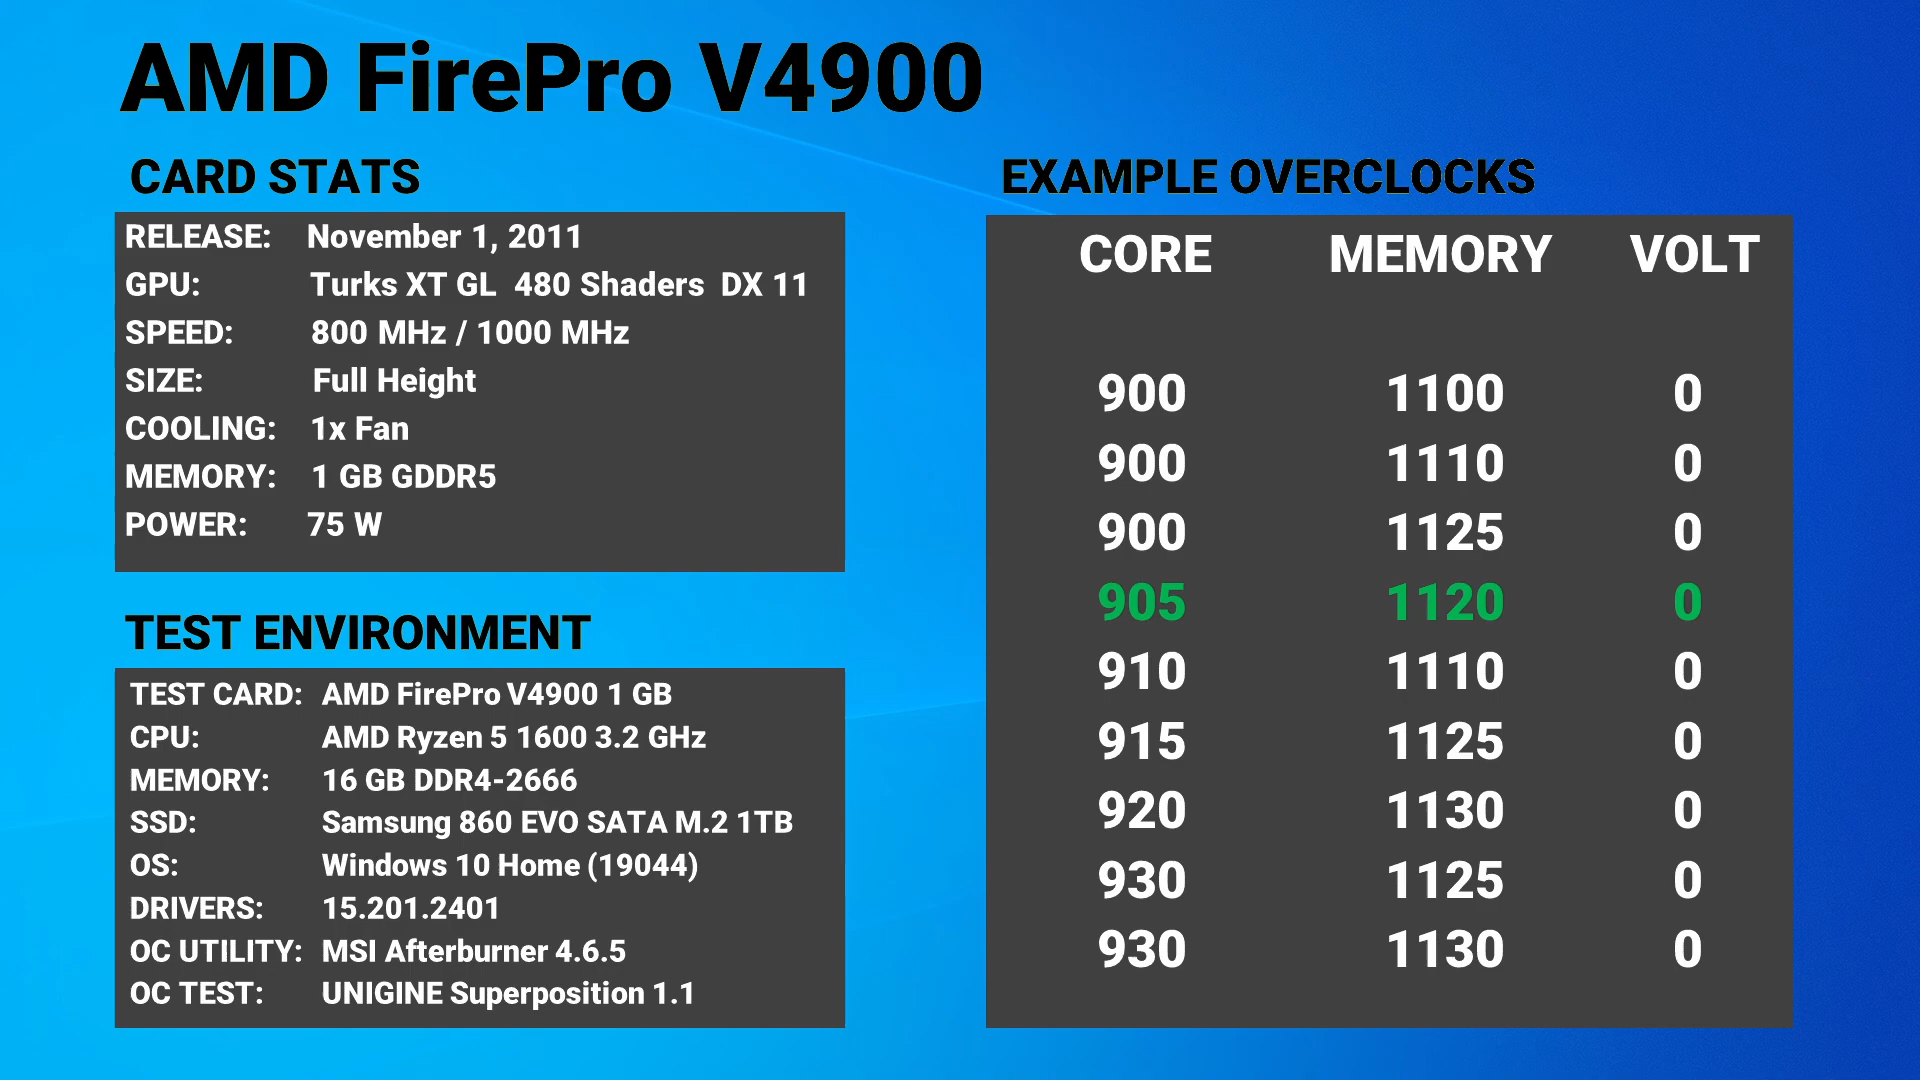 AMD FirePro V4900
CARD STATS
RELEASE: November 1, 2011
GPU: Turks XT GL 480 Shaders DX 11
SPEED: 800 MHz / 1000 MHz
SIZE: Full Height
COOLING: 1x Fan
MEMORY: 1 GB GDDR5
POWER: 75 W
TEST ENVIRONMENT
TEST CARD: AMD FirePro V4900 1 GB
CPU: AMD Ryzen 5 1600 3.2 GHz
MEMORY: 16 GB DDR4-2666
SSD: Samsung 860 EVO SATA M.2 1TB
OS: Windows 10 Home (19044)
DRIVERS: 15.201.2401
OC UTILITY: MSI Afterburner 4.6.5
OC TEST: UNIGINE Superposition 1.1
EXAMPLE OVERCLOCKS
CORE MEMORY VOLT
900 1100 0
900 1110 0
900 1125 0
905 1120 0
910 1110 0
915 1125 0
920 1130 0
930 1125 0
930 1130 0